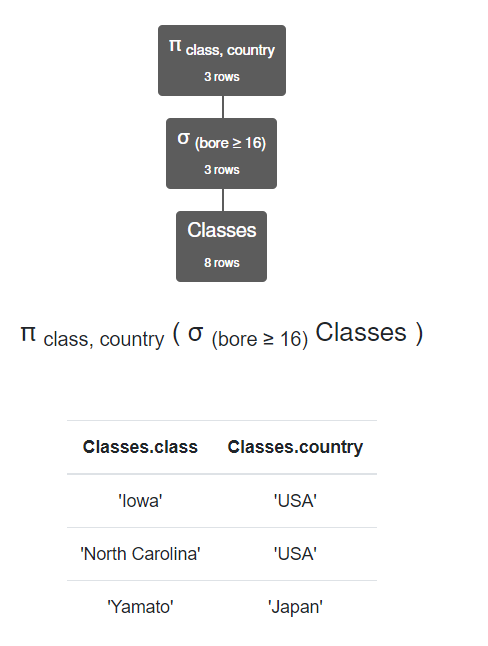 π class, country
3 rows
σ (bore ≥ 16)
3 rows
Classes
8 rows
π class, country ( σ (bore ≥ 16) Classes )
Classes.class Classes.country
'Iowa' 'USA'
'North Carolina' 'USA'
'Yamato' 'Japan'